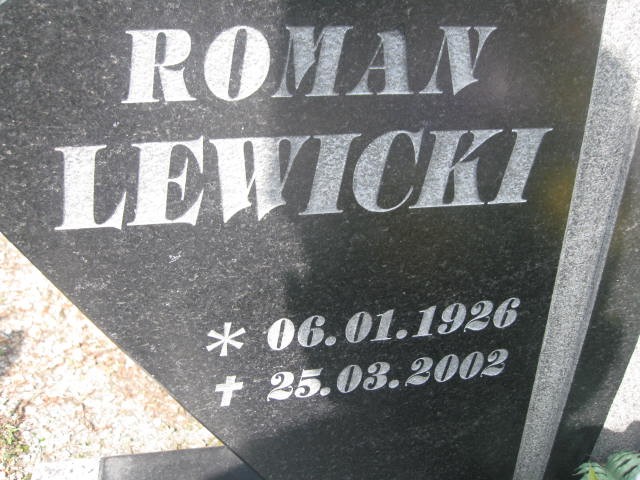 ROMAN
LEWICKI
* 06.01.1926
✝ 25.03.2002